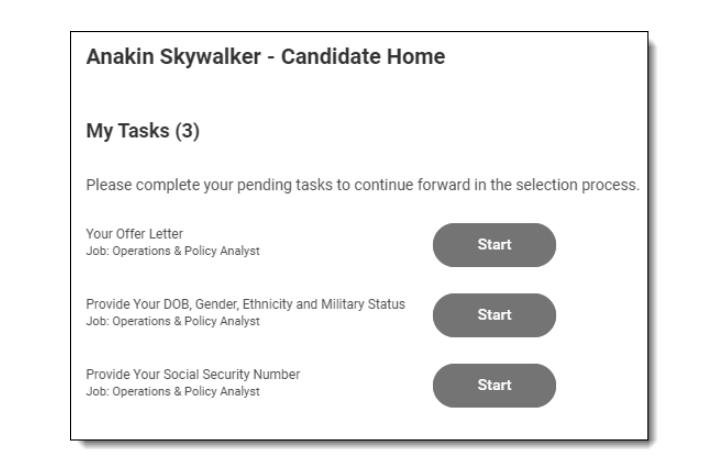 Anakin Skywalker - Candidate Home
My Tasks (3)
Please complete your pending tasks to continue forward in the selection process.
Your Offer Letter
Job: Operations & Policy Analyst
Start
Provide Your DOB, Gender, Ethnicity and Military Status
Job: Operations & Policy Analyst
Start
Provide Your Social Security Number
Job: Operations & Policy Analyst
Start